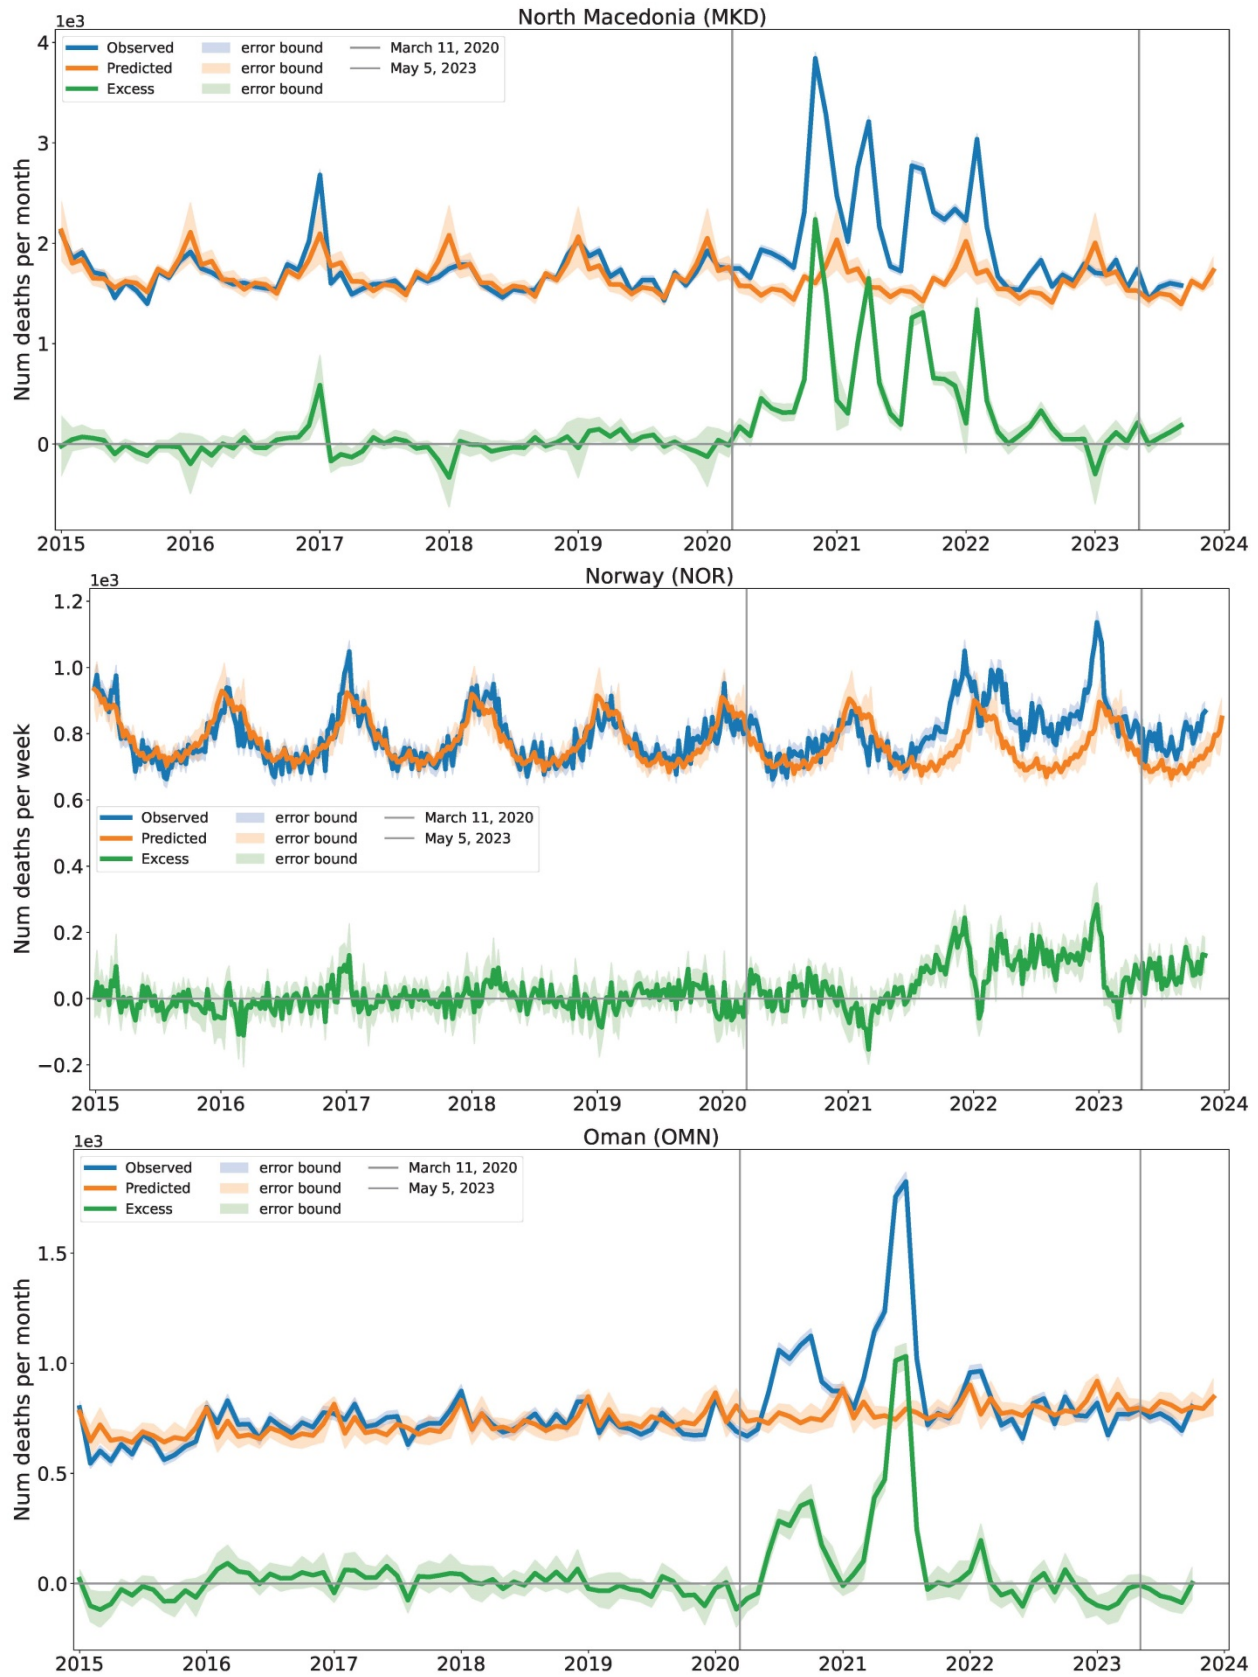 North Macedonia (MKD)
1e3
Observed error bound March 11, 2020
Predicted error bound May 5, 2023
Excess error bound
Num deaths per month
4
3
2
1
0
2015 2016 2017 2018 2019 2020 2021 2022 2023 2024
Norway (NOR)
1e3
Num deaths per week
1.2
1.0
0.8
0.6
0.4
0.2
0.0
−0.2
Observed error bound March 11, 2020
Predicted error bound May 5, 2023
Excess error bound
2015 2016 2017 2018 2019 2020 2021 2022 2023 2024
Oman (OMN)
1e3
Observed error bound March 11, 2020
Predicted error bound May 5, 2023
Excess error bound
Num deaths per month
1.5
1.0
0.5
0.0
2015 2016 2017 2018 2019 2020 2021 2022 2023 2024